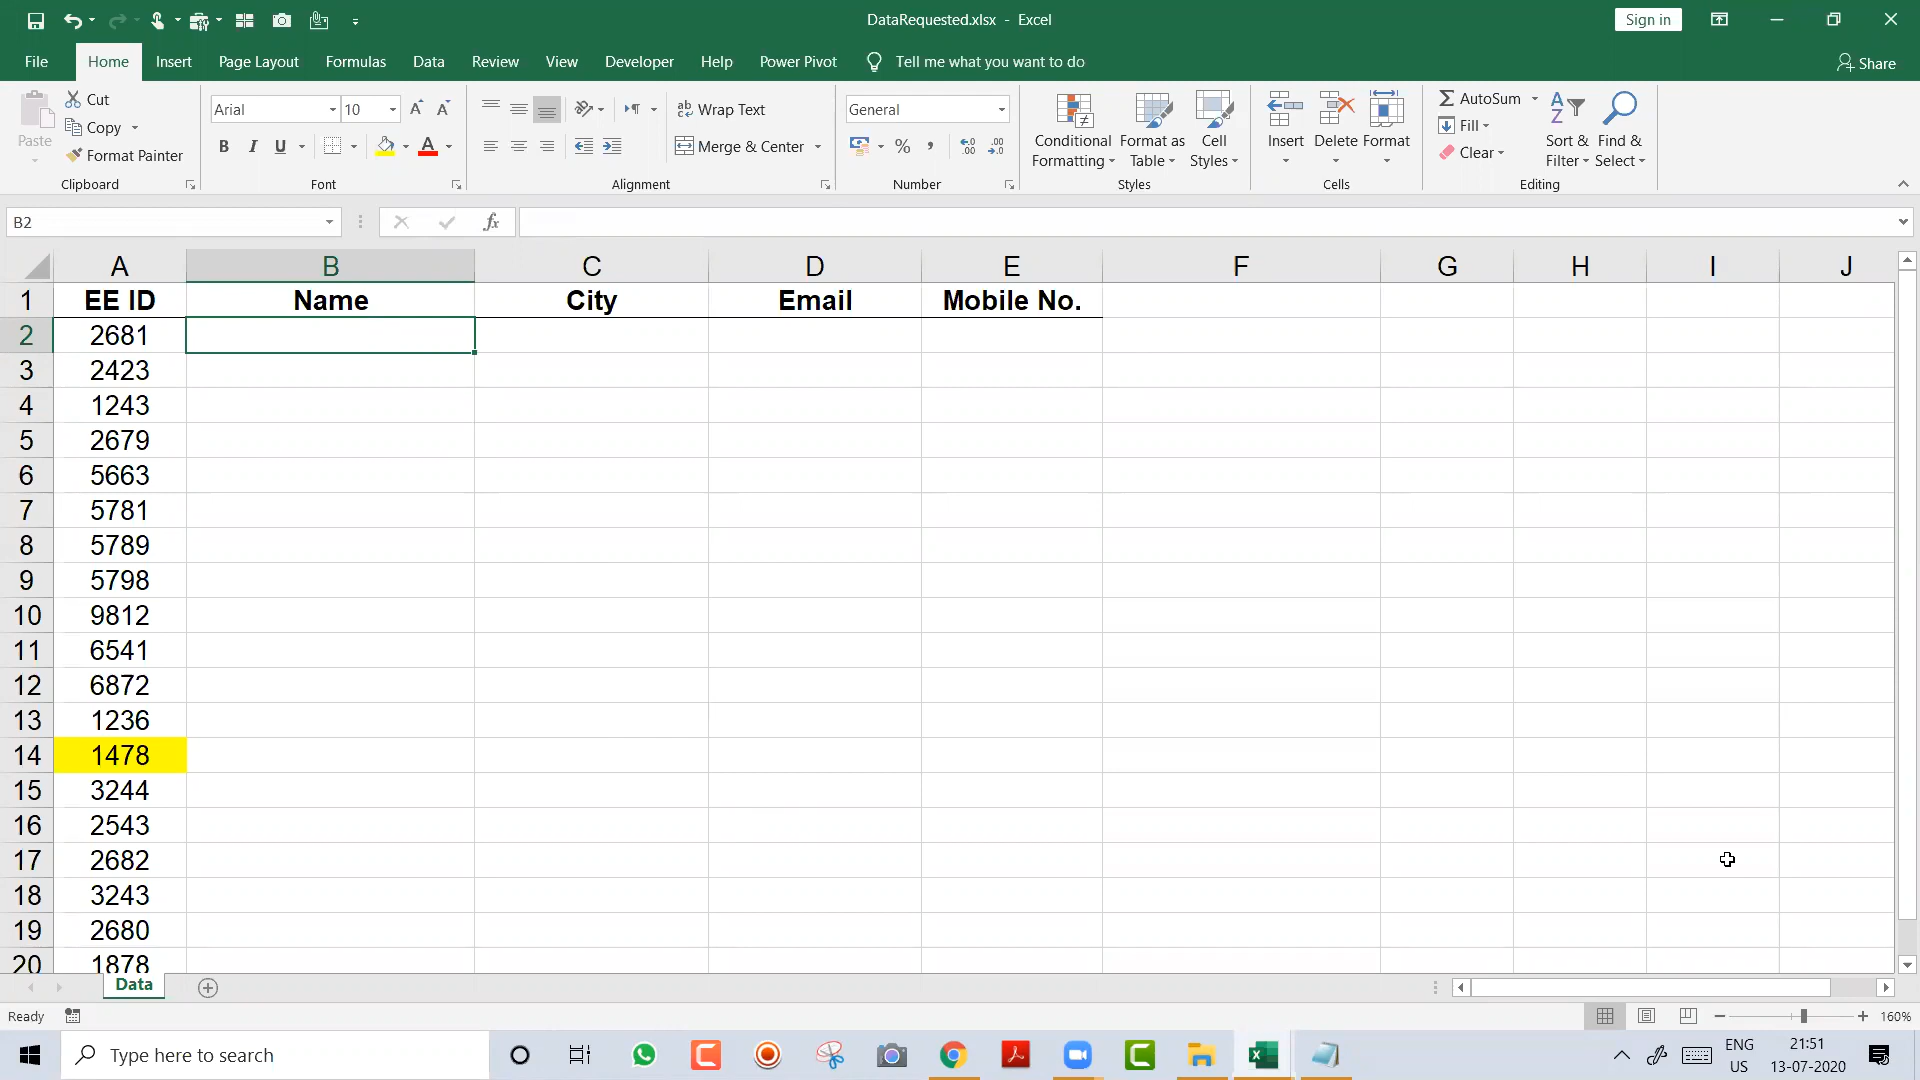 DataRequested.xlsx - Excel
Sign in
File Home Insert Page Layout Formulas Data Review View Developer Help Power Pivot Tell me what you want to do Share
Paste
Cut
Copy
Format Painter
Clipboard
Arial 10
B I U
Font
Wrap Text
Merge & Center
Alignment
General
Number
Conditional Formatting
Format as Table
Cell Styles
Styles
Insert
Delete
Format
Cells
AutoSum
Fill
Clear
Sort & Filter
Find & Select
Editing
B2
fx
A B C D E F G H I J
1 EE ID Name City Email Mobile No.
2 2681
3 2423
4 1243
5 2679
6 5663
7 5781
8 5789
9 5798
10 9812
11 6541
12 6872
13 1236
14 1478
15 3244
16 2543
17 2682
18 3243
19 2680
20 1878
Data
Ready
160%
Type here to search
ENG
US
21:51
13-07-2020